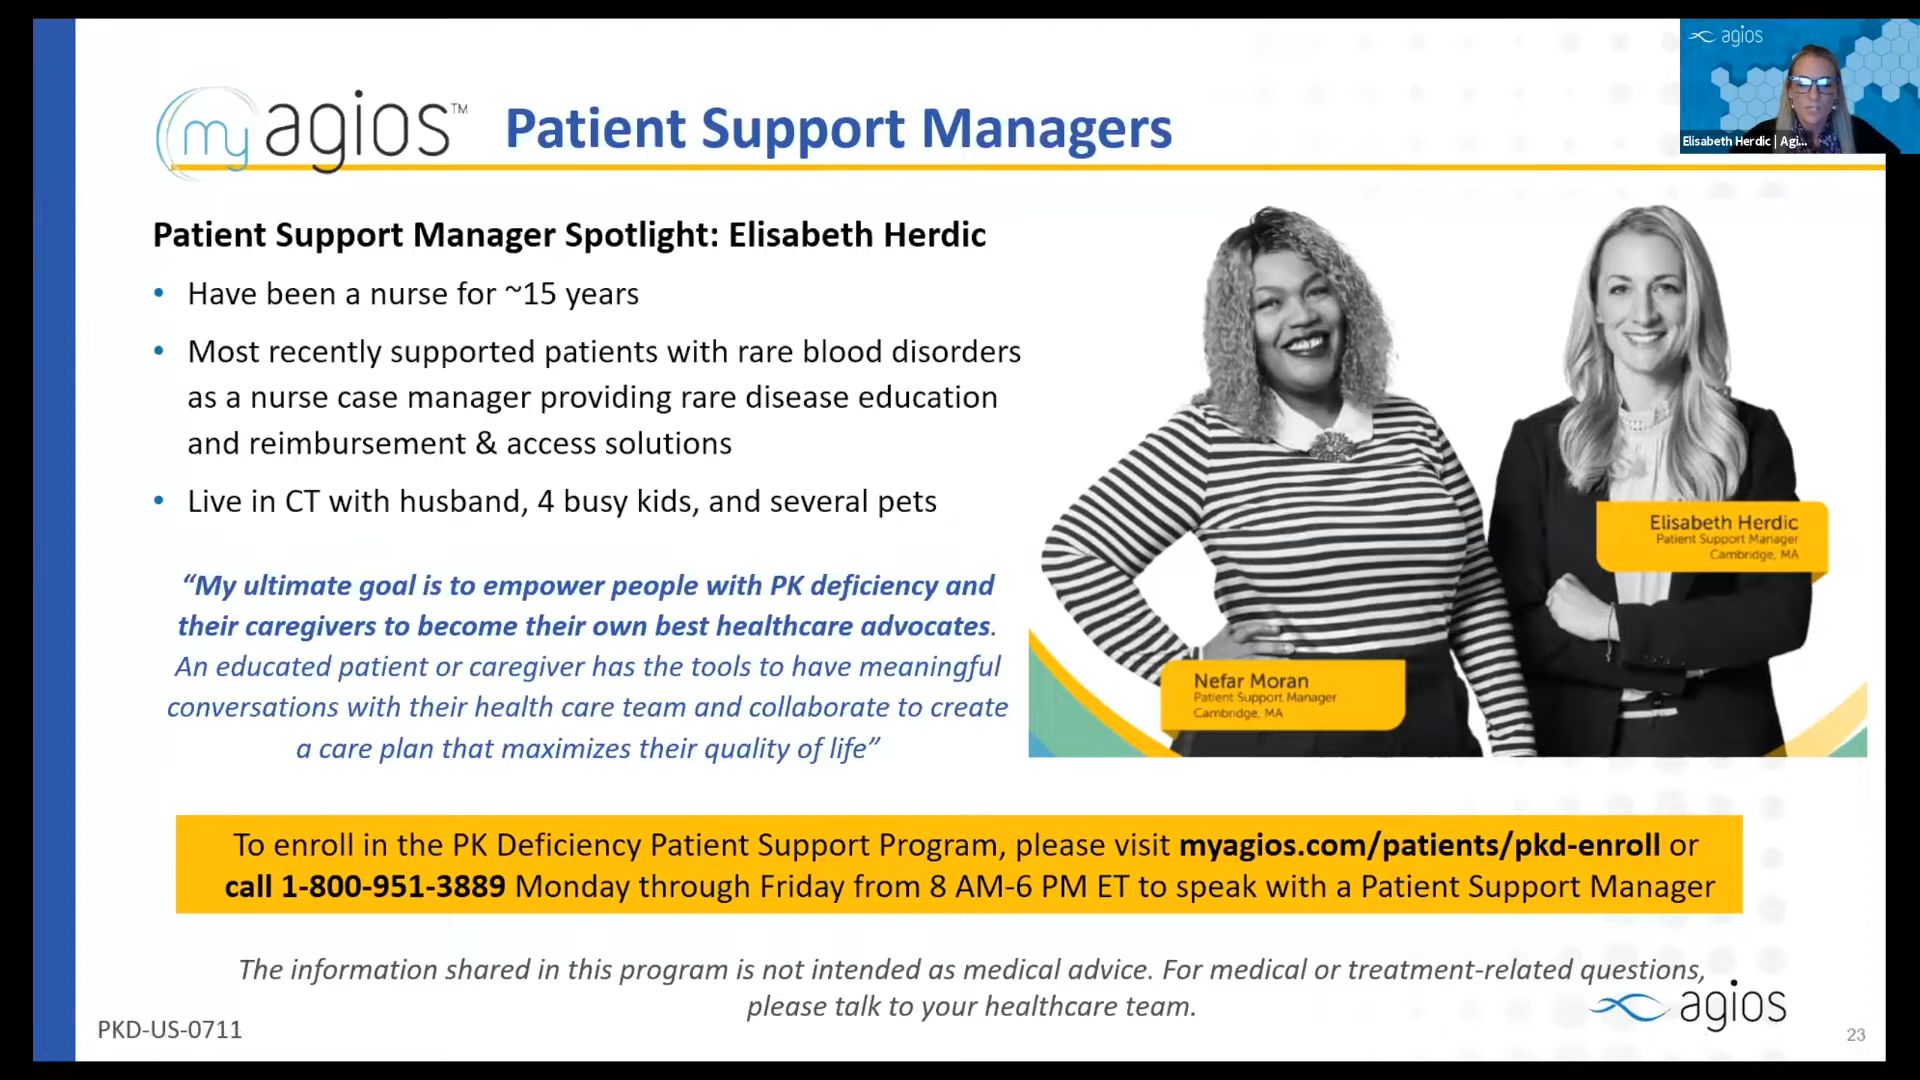 agios
Elisabeth Herdic | Agi...
my agios™ Patient Support Managers
Patient Support Manager Spotlight: Elisabeth Herdic
• Have been a nurse for ~15 years
• Most recently supported patients with rare blood disorders
as a nurse case manager providing rare disease education
and reimbursement & access solutions
• Live in CT with husband, 4 busy kids, and several pets
“My ultimate goal is to empower people with PK deficiency and
their caregivers to become their own best healthcare advocates.
An educated patient or caregiver has the tools to have meaningful
conversations with their health care team and collaborate to create
a care plan that maximizes their quality of life”
Elisabeth Herdic
Patient Support Manager
Cambridge, MA
Nefar Moran
Patient Support Manager
Cambridge, MA
To enroll in the PK Deficiency Patient Support Program, please visit myagios.com/patients/pkd-enroll or
call 1-800-951-3889 Monday through Friday from 8 AM-6 PM ET to speak with a Patient Support Manager
The information shared in this program is not intended as medical advice. For medical or treatment-related questions,
please talk to your healthcare team.
agios
PKD-US-0711
23